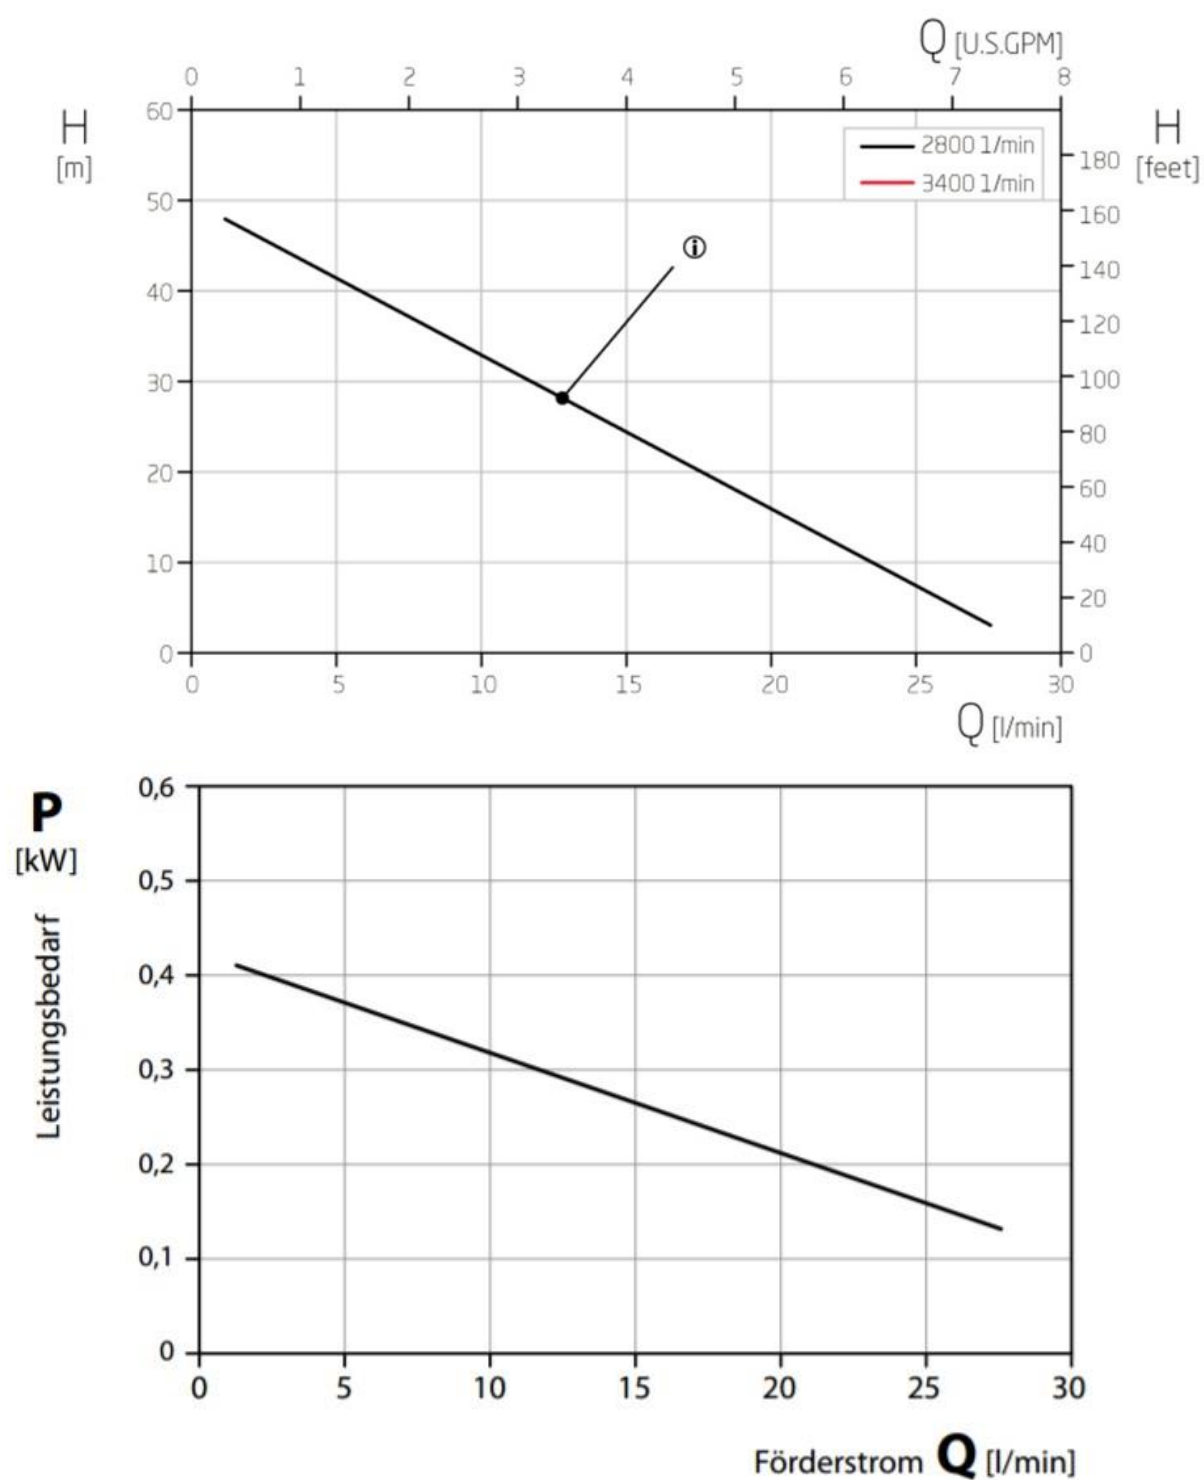 Q [U.S.GPM]
0 1 2 3 4 5 6 7 8
H
[m]
60
50
40
30
20
10
0
2800 1/min
3400 1/min
i
H
[feet]
180
160
140
120
100
80
60
40
20
0
0 5 10 15 20 25 30
Q [l/min]
P
[kW]
Leistungsbedarf
0,6
0,5
0,4
0,3
0,2
0,1
0
0 5 10 15 20 25 30
Förderstrom Q [l/min]